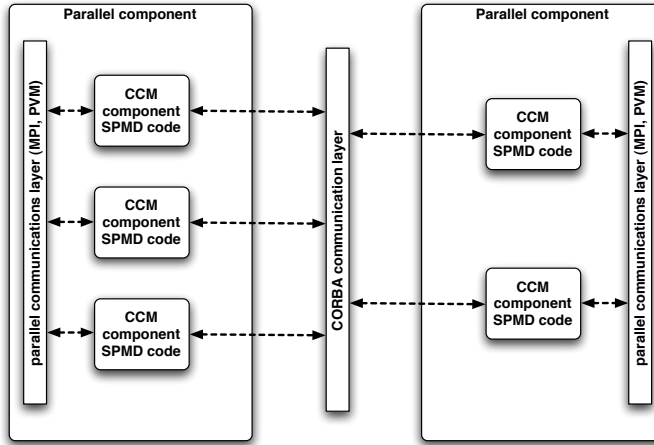 Parallel component
parallel communications layer (MPI, PVM)
CCM
component
SPMD code
CCM
component
SPMD code
CCM
component
SPMD code
CORBA communication layer
Parallel component
CCM
component
SPMD code
CCM
component
SPMD code
parallel communications layer (MPI, PVM)